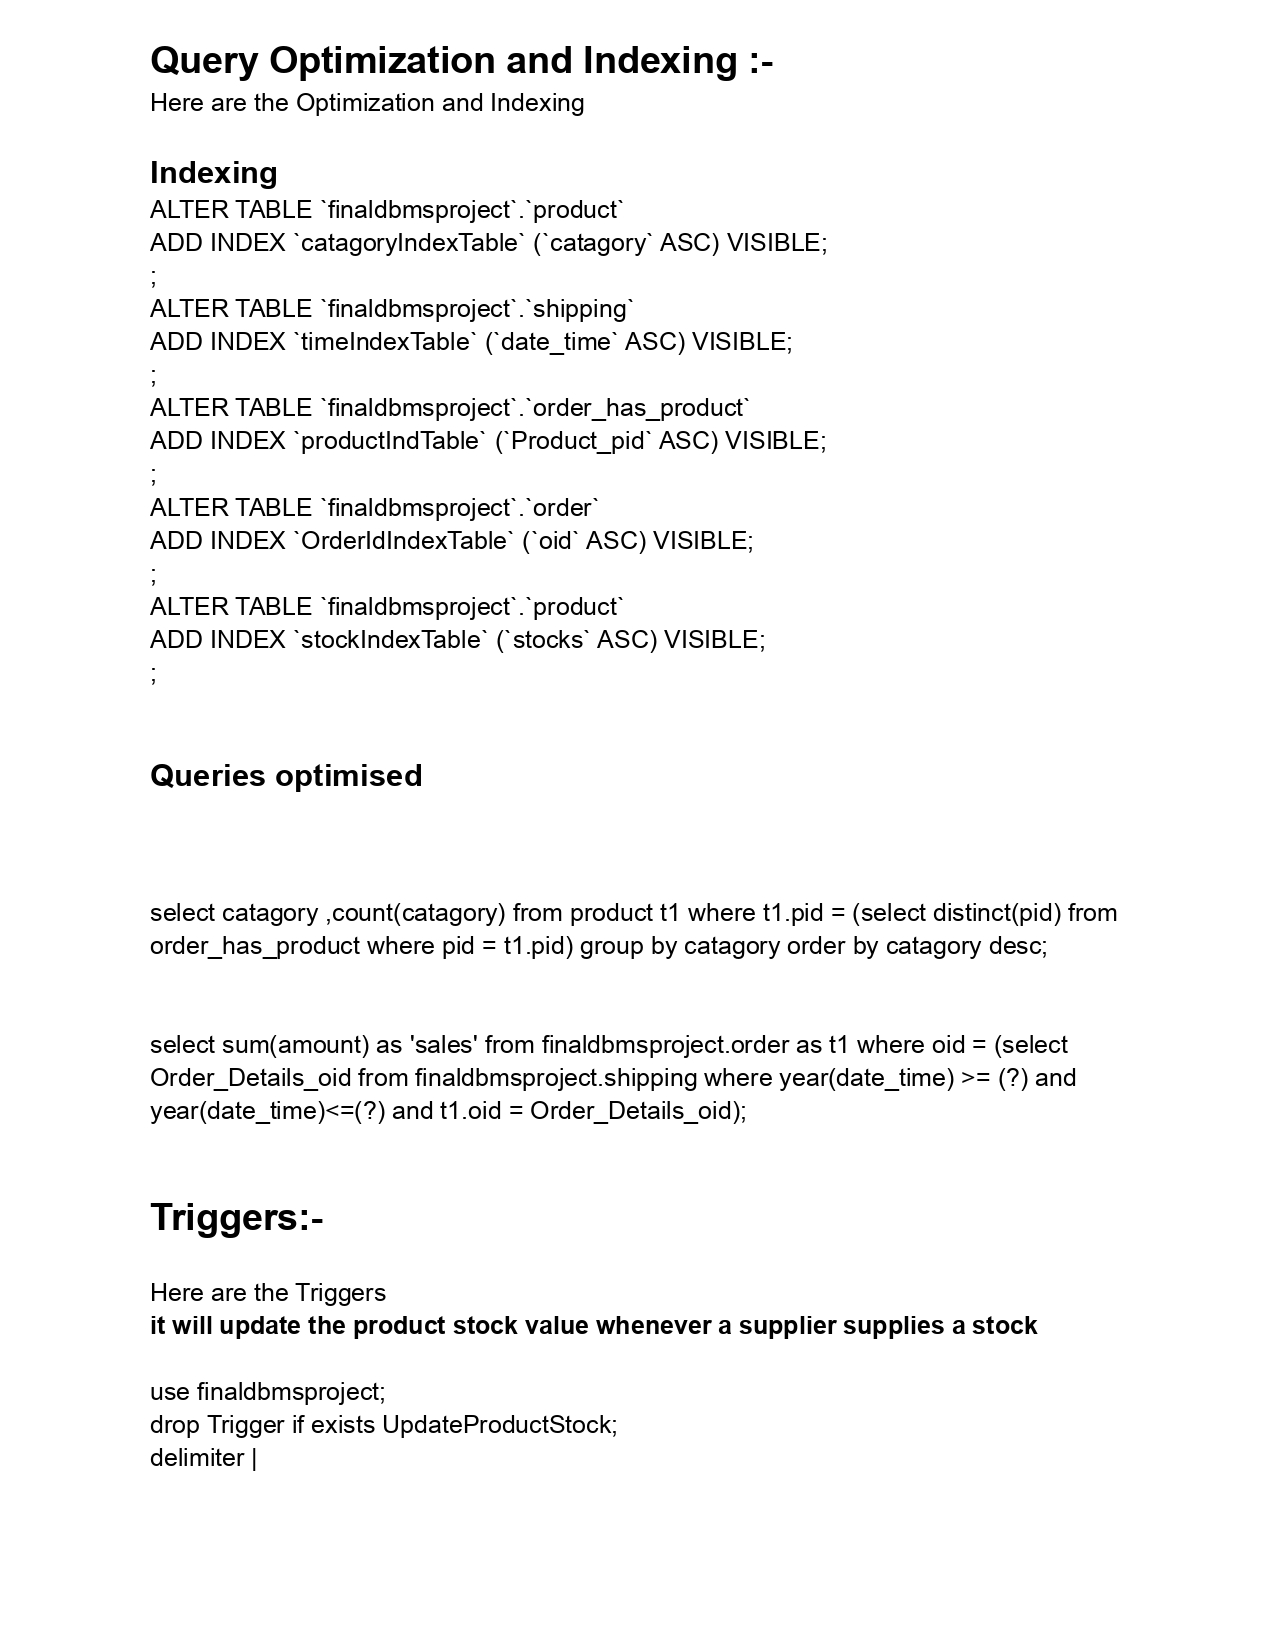 Query Optimization and Indexing :-
Here are the Optimization and Indexing
Indexing
ALTER TABLE `finaldbmsproject`.`product`
ADD INDEX `catagoryIndexTable` (`catagory` ASC) VISIBLE;
;
ALTER TABLE `finaldbmsproject`.`shipping`
ADD INDEX `timeIndexTable` (`date_time` ASC) VISIBLE;
;
ALTER TABLE `finaldbmsproject`.`order_has_product`
ADD INDEX `productIndTable` (`Product_pid` ASC) VISIBLE;
;
ALTER TABLE `finaldbmsproject`.`order`
ADD INDEX `OrderIdIndexTable` (`oid` ASC) VISIBLE;
;
ALTER TABLE `finaldbmsproject`.`product`
ADD INDEX `stockIndexTable` (`stocks` ASC) VISIBLE;
;
Queries optimised
select catagory ,count(catagory) from product t1 where t1.pid = (select distinct(pid) from
order_has_product where pid = t1.pid) group by catagory order by catagory desc;
select sum(amount) as 'sales' from finaldbmsproject.order as t1 where oid = (select
Order_Details_oid from finaldbmsproject.shipping where year(date_time) >= (?) and
year(date_time)<=(?) and t1.oid = Order_Details_oid);
Triggers:-
Here are the Triggers
it will update the product stock value whenever a supplier supplies a stock
use finaldbmsproject;
drop Trigger if exists UpdateProductStock;
delimiter |